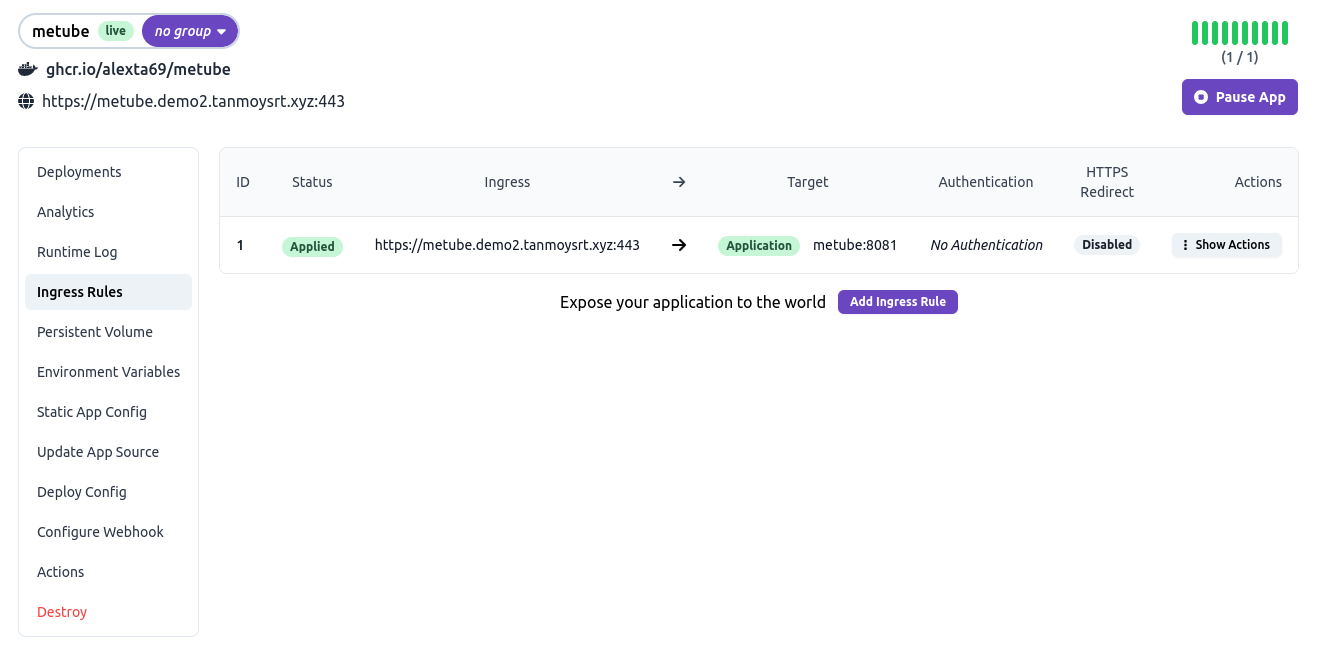 metube live no group
ghcr.io/alexta69/metube
https://metube.demo2.tanmoysrt.xyz:443
(1 / 1)
Pause App
Deployments
Analytics
Runtime Log
Ingress Rules
Persistent Volume
Environment Variables
Static App Config
Update App Source
Deploy Config
Configure Webhook
Actions
Destroy
ID Status Ingress → Target Authentication HTTPS Redirect Actions
1 Applied https://metube.demo2.tanmoysrt.xyz:443 → Application metube:8081 No Authentication Disabled Show Actions
Expose your application to the world Add Ingress Rule